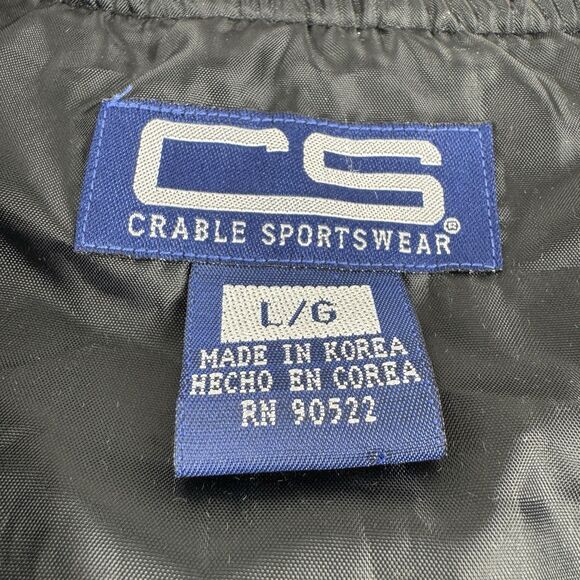 CS
CRABLE SPORTSWEAR®
L/G
MADE IN KOREA
HECHO EN COREA
RN 90522